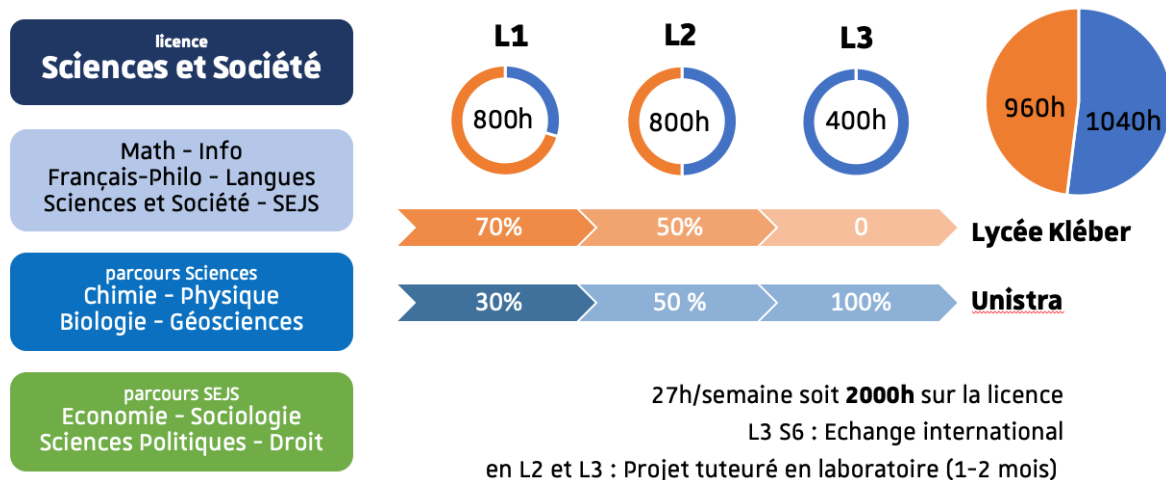 licence
Sciences et Société
Math - Info
Français-Philo - Langues
Sciences et Société - SEJS
parcours Sciences
Chimie - Physique
Biologie - Géosciences
parcours SEJS
Economie - Sociologie
Sciences Politiques - Droit
L1
L2
L3
800h
800h
400h
960h
1040h
70%
50%
0
Lycée Kléber
30%
50 %
100%
Unistra
27h/semaine soit 2000h sur la licence
L3 S6 : Echange international
en L2 et L3 : Projet tuteuré en laboratoire (1-2 mois)